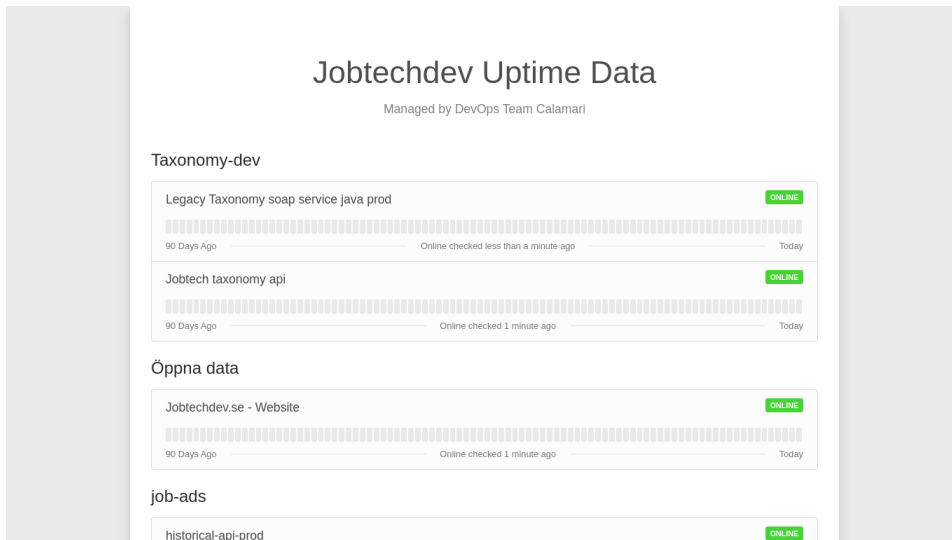 Jobtechdev Uptime Data
Managed by DevOps Team Calamari
Taxonomy-dev
Legacy Taxonomy soap service java prod ONLINE
90 Days Ago Online checked less than a minute ago Today
Jobtech taxonomy api ONLINE
90 Days Ago Online checked 1 minute ago Today
Öppna data
Jobtechdev.se - Website ONLINE
90 Days Ago Online checked 1 minute ago Today
job-ads
historical-api-prod ONLINE